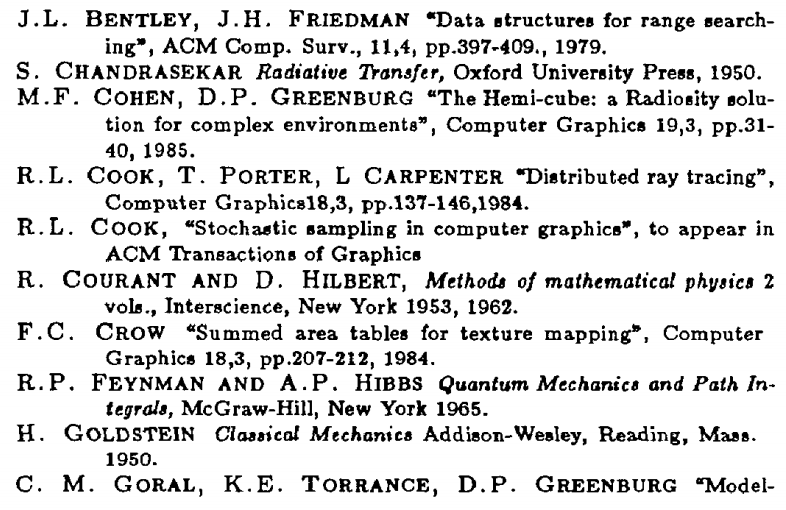 J.L. BENTLEY, J.H. FRIEDMAN "Data structures for range search-
ing", ACM Comp. Surv., 11,4, pp.397-409., 1979.
S. CHANDRASEKAR Radiative Transfer, Oxford University Press, 1950.
M.F. COHEN, D.P. GREENBURG "The Hemi-cube: a Radiosity solu-
tion for complex environments", Computer Graphics 19,3, pp.31-
40, 1985.
R.L. COOK, T. PORTER, L CARPENTER "Distributed ray tracing",
Computer Graphics18,3, pp.137-146,1984.
R.L. COOK, "Stochastic sampling in computer graphics", to appear in
ACM Transactions of Graphics
R. COURANT AND D. HILBERT, Methods of mathematical physics 2
vols., Interscience, New York 1953, 1962.
F.C. CROW "Summed area tables for texture mapping", Computer
Graphics 18,3, pp.207-212, 1984.
R.P. FEYNMAN AND A.P. HIBBS Quantum Mechanics and Path In-
tegrals, McGraw-Hill, New York 1965.
H. GOLDSTEIN Classical Mechanics Addison-Wesley, Reading, Mass.
1950.
C. M. GORAL, K.E. TORRANCE, D.P. GREENBURG "Model-